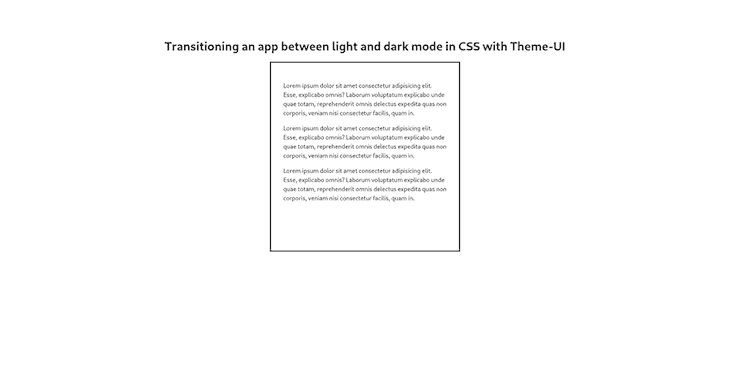 Transitioning an app between light and dark mode in CSS with Theme-UI
Lorem ipsum dolor sit amet consectetur adipisicing elit.
Esse, explicabo omnis? Laborum voluptatum explicabo unde
quae totam, reprehenderit omnis delectus expedita quas non
corporis, veniam nisi consectetur facilis, quam in.
Lorem ipsum dolor sit amet consectetur adipisicing elit.
Esse, explicabo omnis? Laborum voluptatum explicabo unde
quae totam, reprehenderit omnis delectus expedita quas non
corporis, veniam nisi consectetur facilis, quam in.
Lorem ipsum dolor sit amet consectetur adipisicing elit.
Esse, explicabo omnis? Laborum voluptatum explicabo unde
quae totam, reprehenderit omnis delectus expedita quas non
corporis, veniam nisi consectetur facilis, quam in.